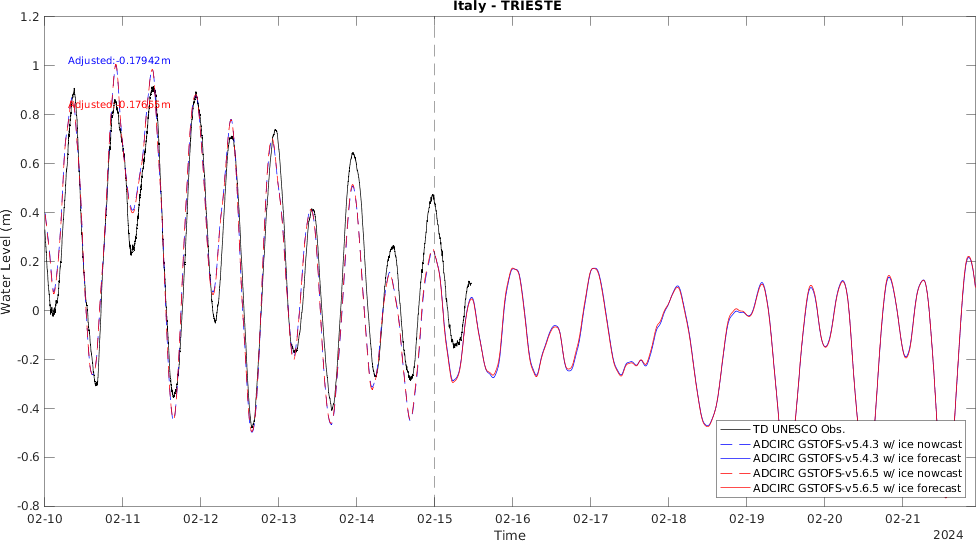 Italy - TRIESTE
1.2
1
0.8
0.6
0.4
0.2
0
-0.2
-0.4
-0.6
-0.8
Water Level (m)
Adjusted:-0.17942m
Adjusted:-0.17655m
TD UNESCO Obs.
ADCIRC GSTOFS-v5.4.3 w/ ice nowcast
ADCIRC GSTOFS-v5.4.3 w/ ice forecast
ADCIRC GSTOFS-v5.6.5 w/ ice nowcast
ADCIRC GSTOFS-v5.6.5 w/ ice forecast
02-10 02-11 02-12 02-13 02-14 02-15 02-16 02-17 02-18 02-19 02-20 02-21
Time
2024